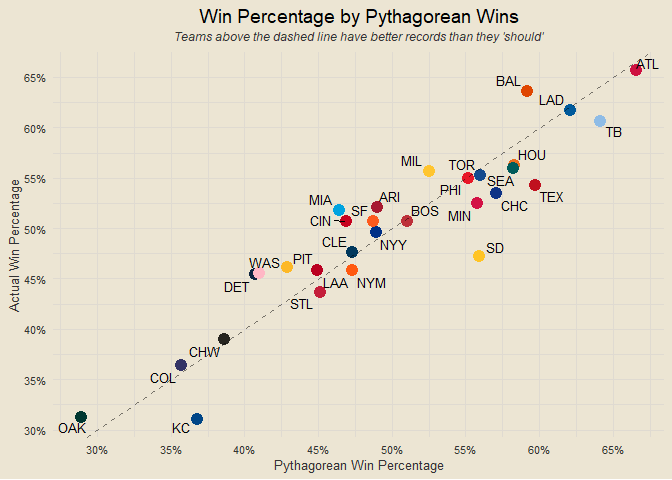 Win Percentage by Pythagorean Wins
Teams above the dashed line have better records than they 'should'
65%
60%
55%
50%
45%
40%
35%
30%
Actual Win Percentage
ATL
BAL
LAD
TB
MIL
TOR
HOU
PHI
SEA
TEX
MIA
ARI
MIN
CHC
CIN
SF
BOS
CLE
NYY
SD
WAS
PIT
DET
LAA
NYM
STL
CHW
COL
OAK
KC
30%
35%
40%
45%
50%
55%
60%
65%
Pythagorean Win Percentage